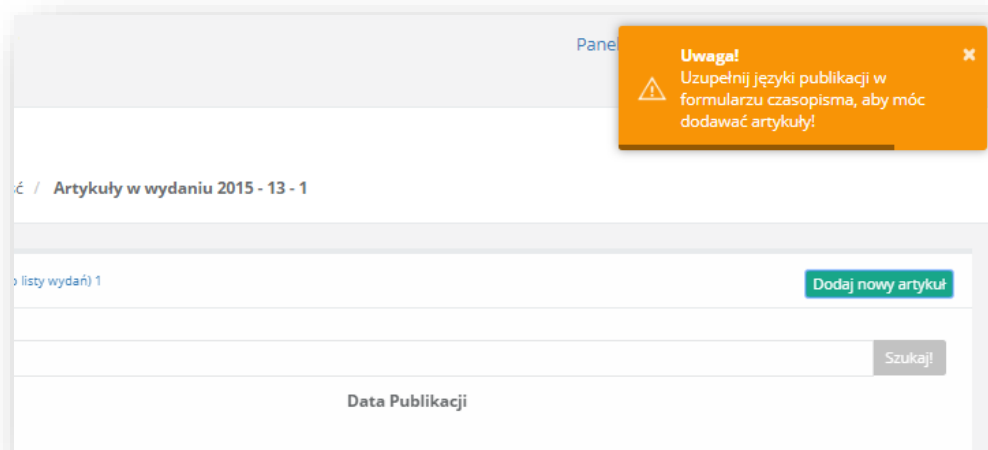 Panel
Uwaga!
Uzupełnij języki publikacji w
formularzu czasopisma, aby móc
dodawać artykuły!
ść / Artykuły w wydaniu 2015 - 13 - 1
listy wydań) 1
Dodaj nowy artykuł
Szukaj!
Data Publikacji